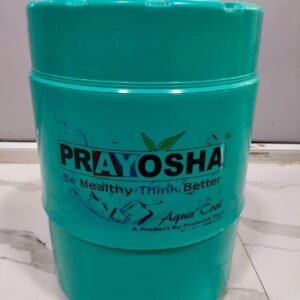 PRAYOSHA
Be Healthy Think Better
Aqua Cool
A Product By